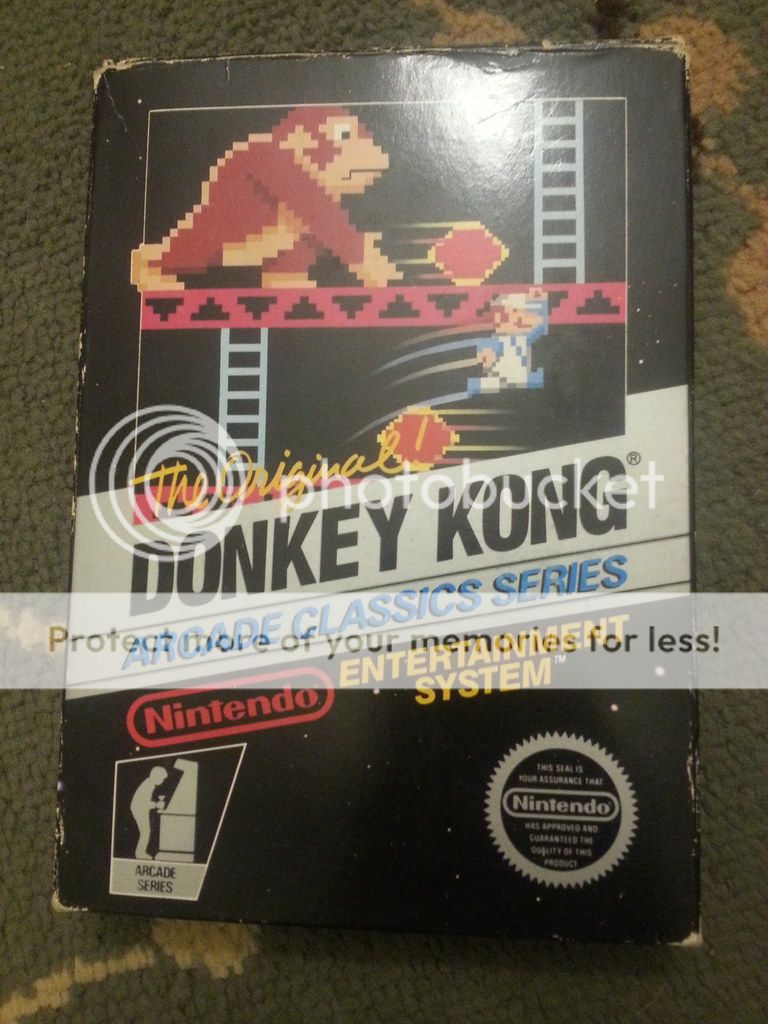 The Original!
photobucket
DONKEY KONG®
ARCADE CLASSICS SERIES
Protect more of your memories for less!
ENTERTAINMENT
SYSTEM™
Nintendo®
THIS SEAL IS
YOUR ASSURANCE THAT
Nintendo®
HAS APPROVED AND
GUARANTEED THE
QUALITY OF THIS
PRODUCT
ARCADE
SERIES